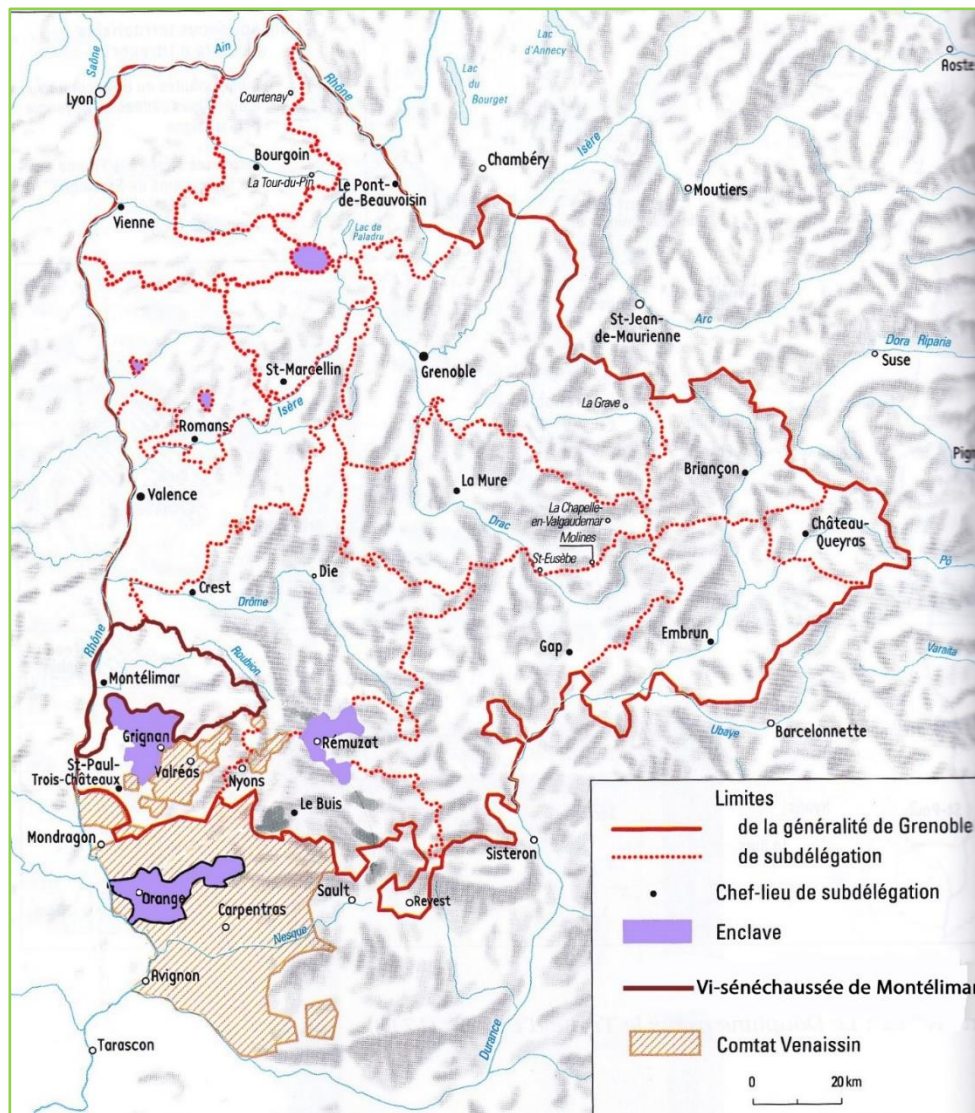 Saône
Ain
Lac
d'Annecy
Lac
du
Bourget
Aoste
Lyon
Courtenay
Rhône
Isère
Chambéry
Bourgoin
La Tour-du-Pin
Le Pont-
de-Beauvoisin
Moutiers
Vienne
Lac de
Paladru
St-Jean-
de-Maurienne
Arc
Dora Riparia
Suse
Grenoble
St-Marcellin
Isère
La Grave
Romans
Pign
Briançon
Valence
La Mure
La Chapelle-
en-Valgaudemar
Molines
Drac
St-Eusèbe
Château-
Queyras
Pô
Die
Crest
Drôme
Gap
Embrun
Rhône
Roubion
Varaita
Montélimar
Ubaye
Barcelonnette
Grignan
Rémuzat
St-Paul-
Trois-Châteaux
Valréas
Nyons
Le Buis
Mondragon
Sisteron
Orange
Sault
Revest
Carpentras
Nesque
Avignon
Durance
Tarascon
Limites
de la généralité de Grenoble
de subdélégation
Chef-lieu de subdélégation
Enclave
Vi-sénéchaussée de Montélimar
Comtat Venaissin
0 20 km